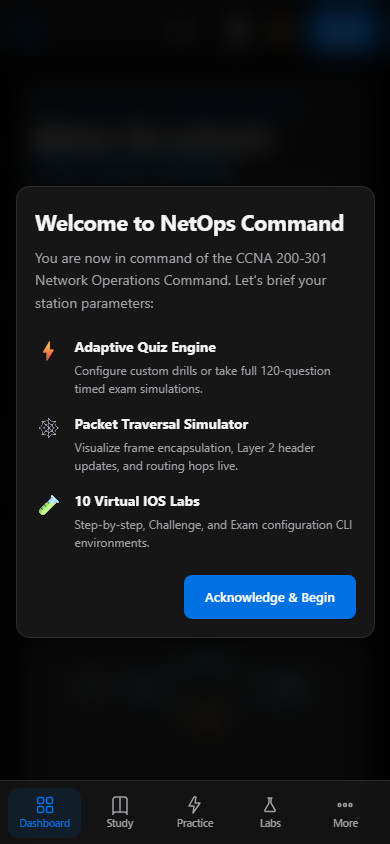 Welcome to NetOps Command
You are now in command of the CCNA 200-301
Network Operations Command. Let's brief your
station parameters:
Adaptive Quiz Engine
Configure custom drills or take full 120-question
timed exam simulations.
Packet Traversal Simulator
Visualize frame encapsulation, Layer 2 header
updates, and routing hops live.
10 Virtual IOS Labs
Step-by-step, Challenge, and Exam configuration CLI
environments.
Acknowledge & Begin
Dashboard
Study
Practice
Labs
More